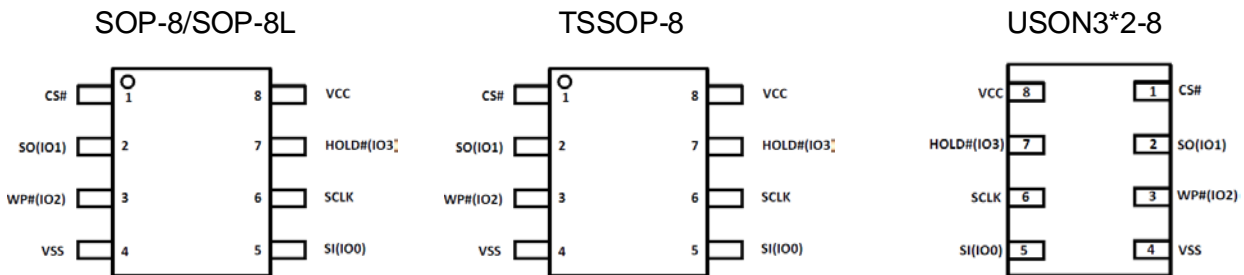 SOP-8/SOP-8L TSSOP-8 USON3*2-8
CS# 1 8 VCC CS# 1 8 VCC VCC 8 1 CS#
SO(IO1) 2 7 HOLD#(IO3) SO(IO1) 2 7 HOLD#(IO3) HOLD#(IO3) 7 2 SO(IO1)
WP#(IO2) 3 6 SCLK WP#(IO2) 3 6 SCLK SCLK 6 3 WP#(IO2)
VSS 4 5 SI(IO0) VSS 4 5 SI(IO0) SI(IO0) 5 4 VSS